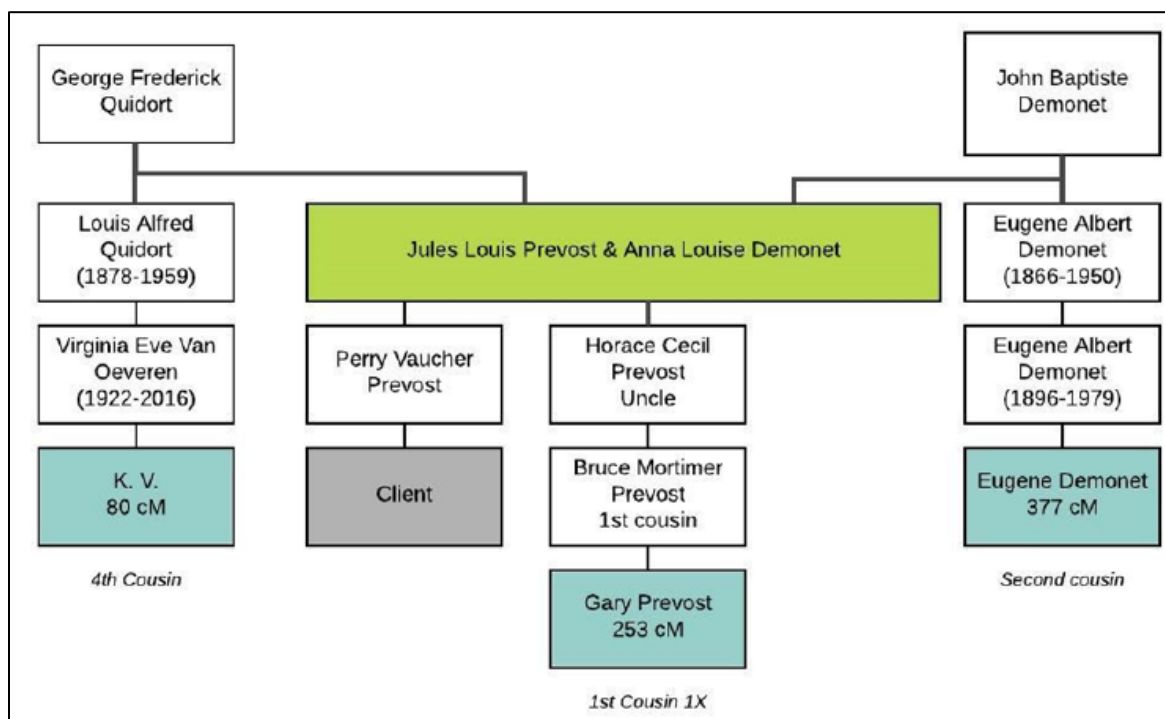 George Frederick
Quidort
John Baptiste
Demonet
Louis Alfred
Quidort
(1878-1959)
Jules Louis Prevost & Anna Louise Demonet
Eugene Albert
Demonet
(1866-1950)
Virginia Eve Van
Oeveren
(1922-2016)
Perry Vaucher
Prevost
Horace Cecil
Prevost
Uncle
Eugene Albert
Demonet
(1896-1979)
K. V.
80 cM
Client
Bruce Mortimer
Prevost
1st cousin
Eugene Demonet
377 cM
4th Cousin
Second cousin
Gary Prevost
253 cM
1st Cousin 1X